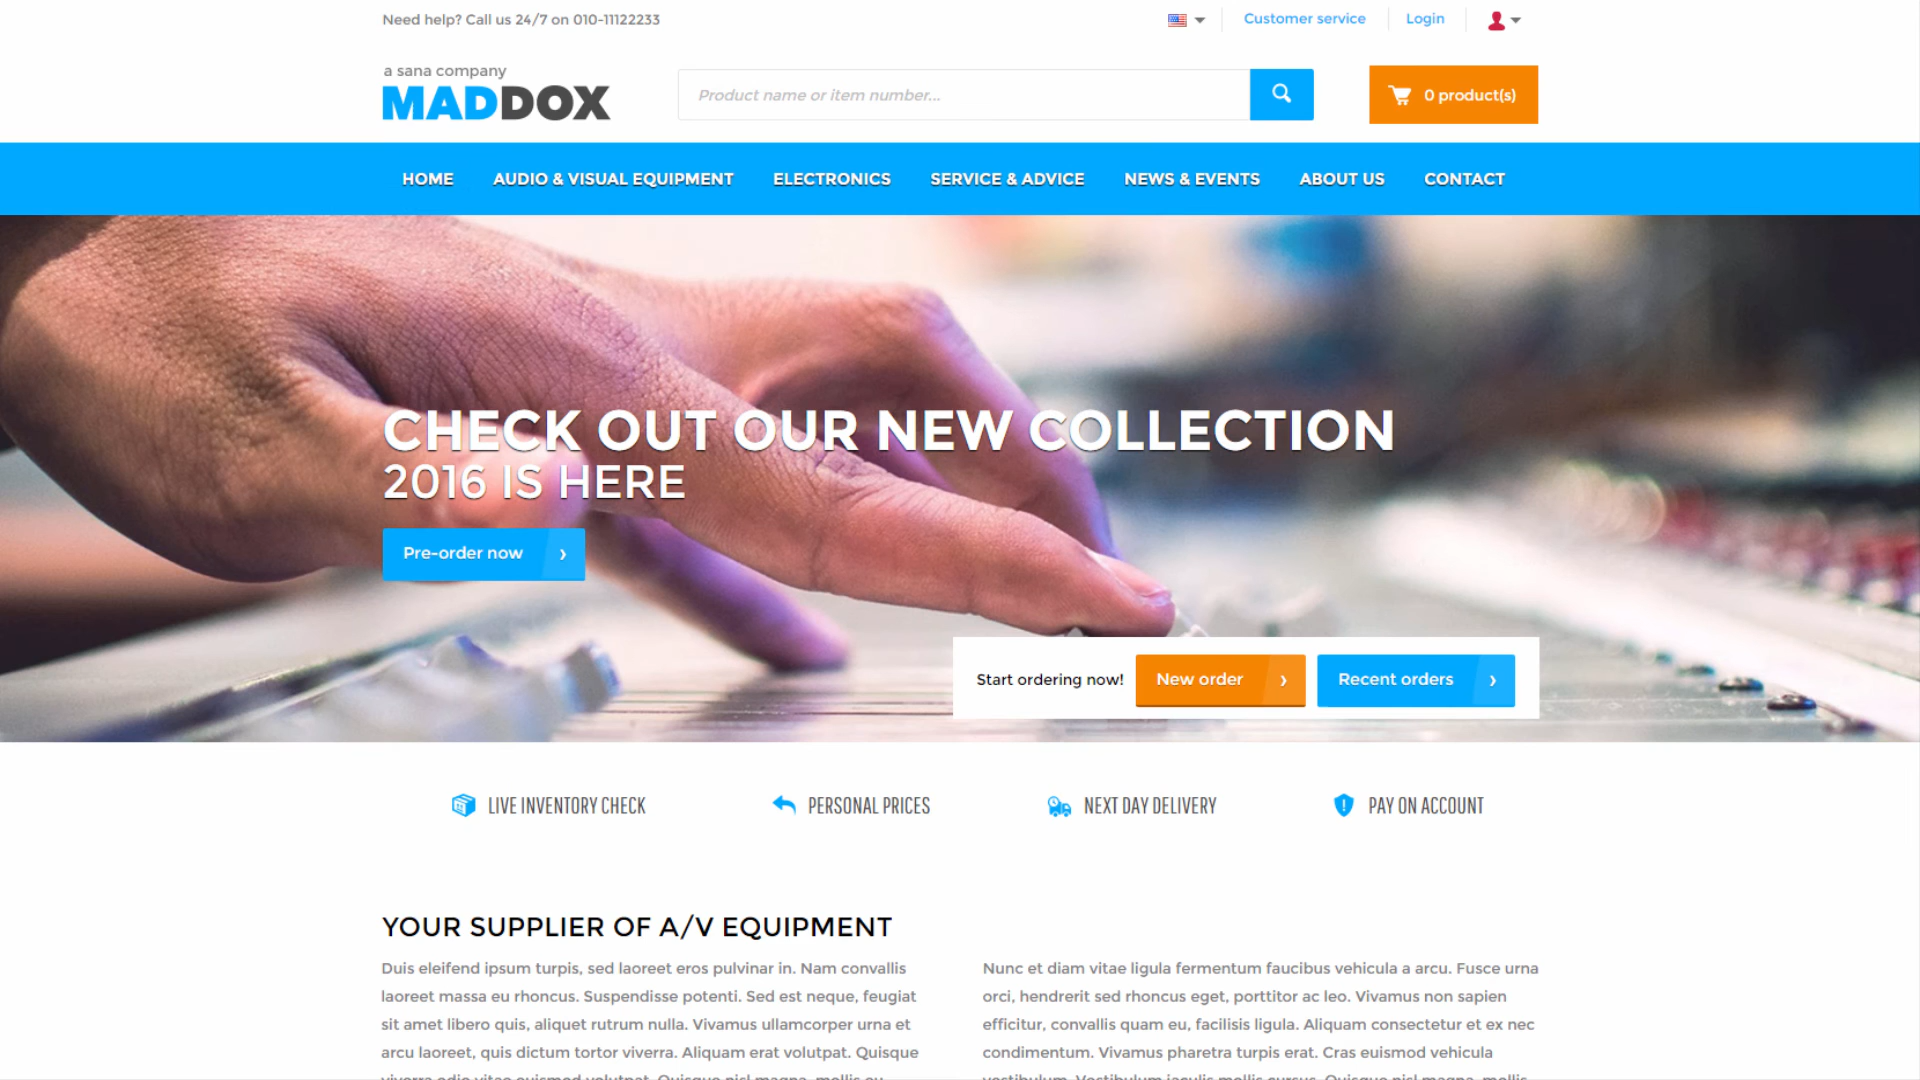 Need help? Call us 24/7 on 010-11122233
Customer service
Login
a sana company
MADDOX
Product name or item number...
0 product(s)
HOME
AUDIO & VISUAL EQUIPMENT
ELECTRONICS
SERVICE & ADVICE
NEWS & EVENTS
ABOUT US
CONTACT
CHECK OUT OUR NEW COLLECTION
2016 IS HERE
Pre-order now
Start ordering now!
New order
Recent orders
LIVE INVENTORY CHECK
PERSONAL PRICES
NEXT DAY DELIVERY
PAY ON ACCOUNT
YOUR SUPPLIER OF A/V EQUIPMENT
Duis eleifend ipsum turpis, sed laoreet eros pulvinar in. Nam convallis
laoreet massa eu rhoncus. Suspendisse potenti. Sed est neque, feugiat
sit amet libero quis, aliquet rutrum nulla. Vivamus ullamcorper urna et
arcu laoreet, quis dictum tortor viverra. Aliquam erat volutpat. Quisque
Nunc et diam vitae ligula fermentum faucibus vehicula a arcu. Fusce urna
orci, hendrerit sed rhoncus eget, porttitor ac leo. Vivamus non sapien
efficitur, convallis quam eu, facilisis ligula. Aliquam consectetur et ex nec
condimentum. Vivamus pharetra turpis erat. Cras euismod vehicula